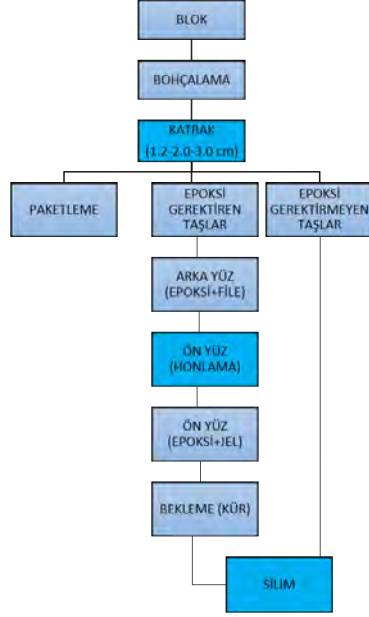 BLOK
BOHÇALAMA
KATRAK
(1.2-2.0-3.0 cm)
PAKETLEME
EPOKSİ
GEREKTİREN
TAŞLAR
EPOKSİ
GEREKTİRMEYEN
TAŞLAR
ARKA YÜZ
(EPOKSİ+FİLE)
ÖN YÜZ
(HONLAMA)
ÖN YÜZ
(EPOKSİ+JEL)
BEKLEME (KÜR)
SİLİM